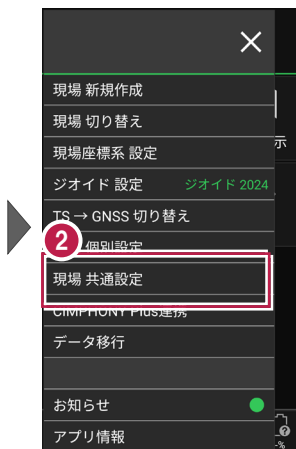 現場 新規作成
現場 切り替え
現場座標系 設定
ジオイド 設定 ジオイド 2024
TS → GNSS 切り替え
2
個別設定
現場 共通設定
CIMPHONY Plus連携
データ移行
お知らせ
アプリ情報
示
-%